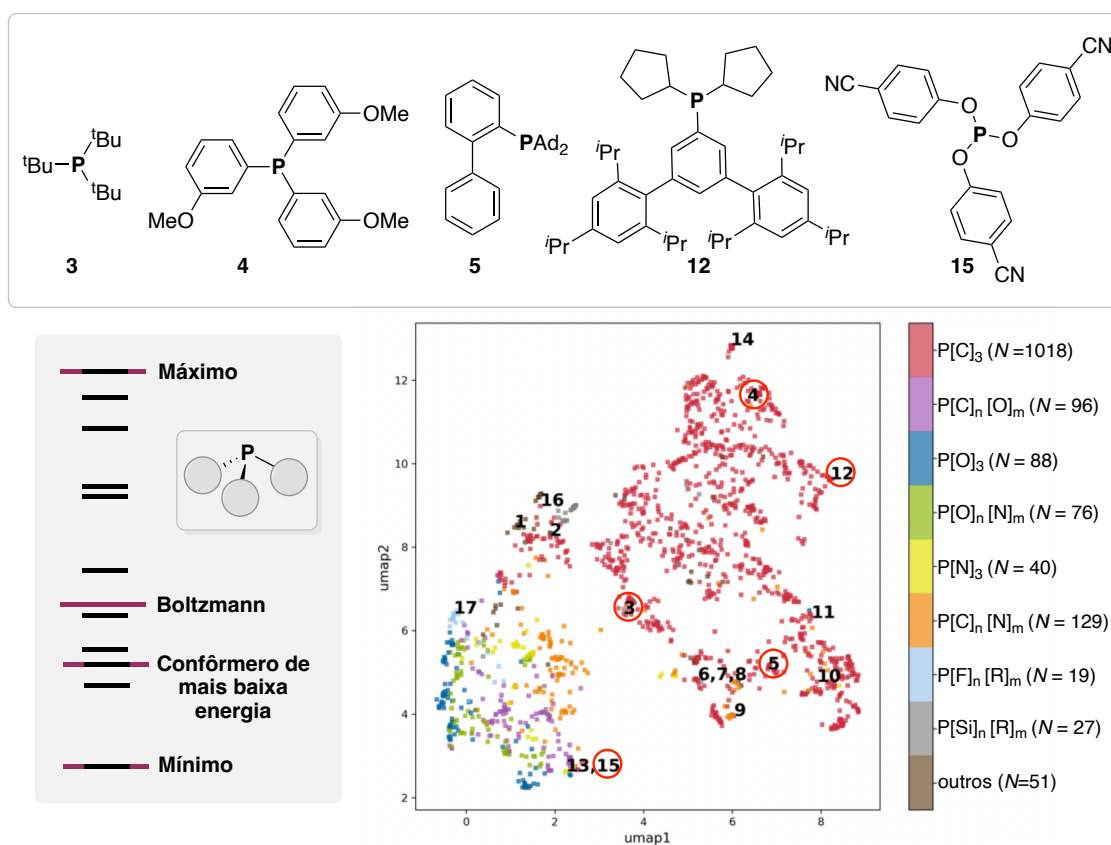 tBu
P
tBu
tBu
3
OMe
P
MeO
OMe
4
PAd2
5
P
iPr
iPr
iPr
iPr
iPr
iPr
12
CN
NC
O
P
O
O
CN
15
Máximo
P
Boltzmann
Confôrmero de
mais baixa
energia
Mínimo
umap2
12
10
8
6
4
2
14
4
12
16
1
2
3
17
11
6,7,8
5
10
9
13,15
0
2
4
6
8
umap1
P[C]3 (N =1018)
P[C]n [O]m (N = 96)
P[O]3 (N = 88)
P[O]n [N]m (N = 76)
P[N]3 (N = 40)
P[C]n [N]m (N = 129)
P[F]n [R]m (N = 19)
P[Si]n [R]m (N = 27)
outros (N=51)